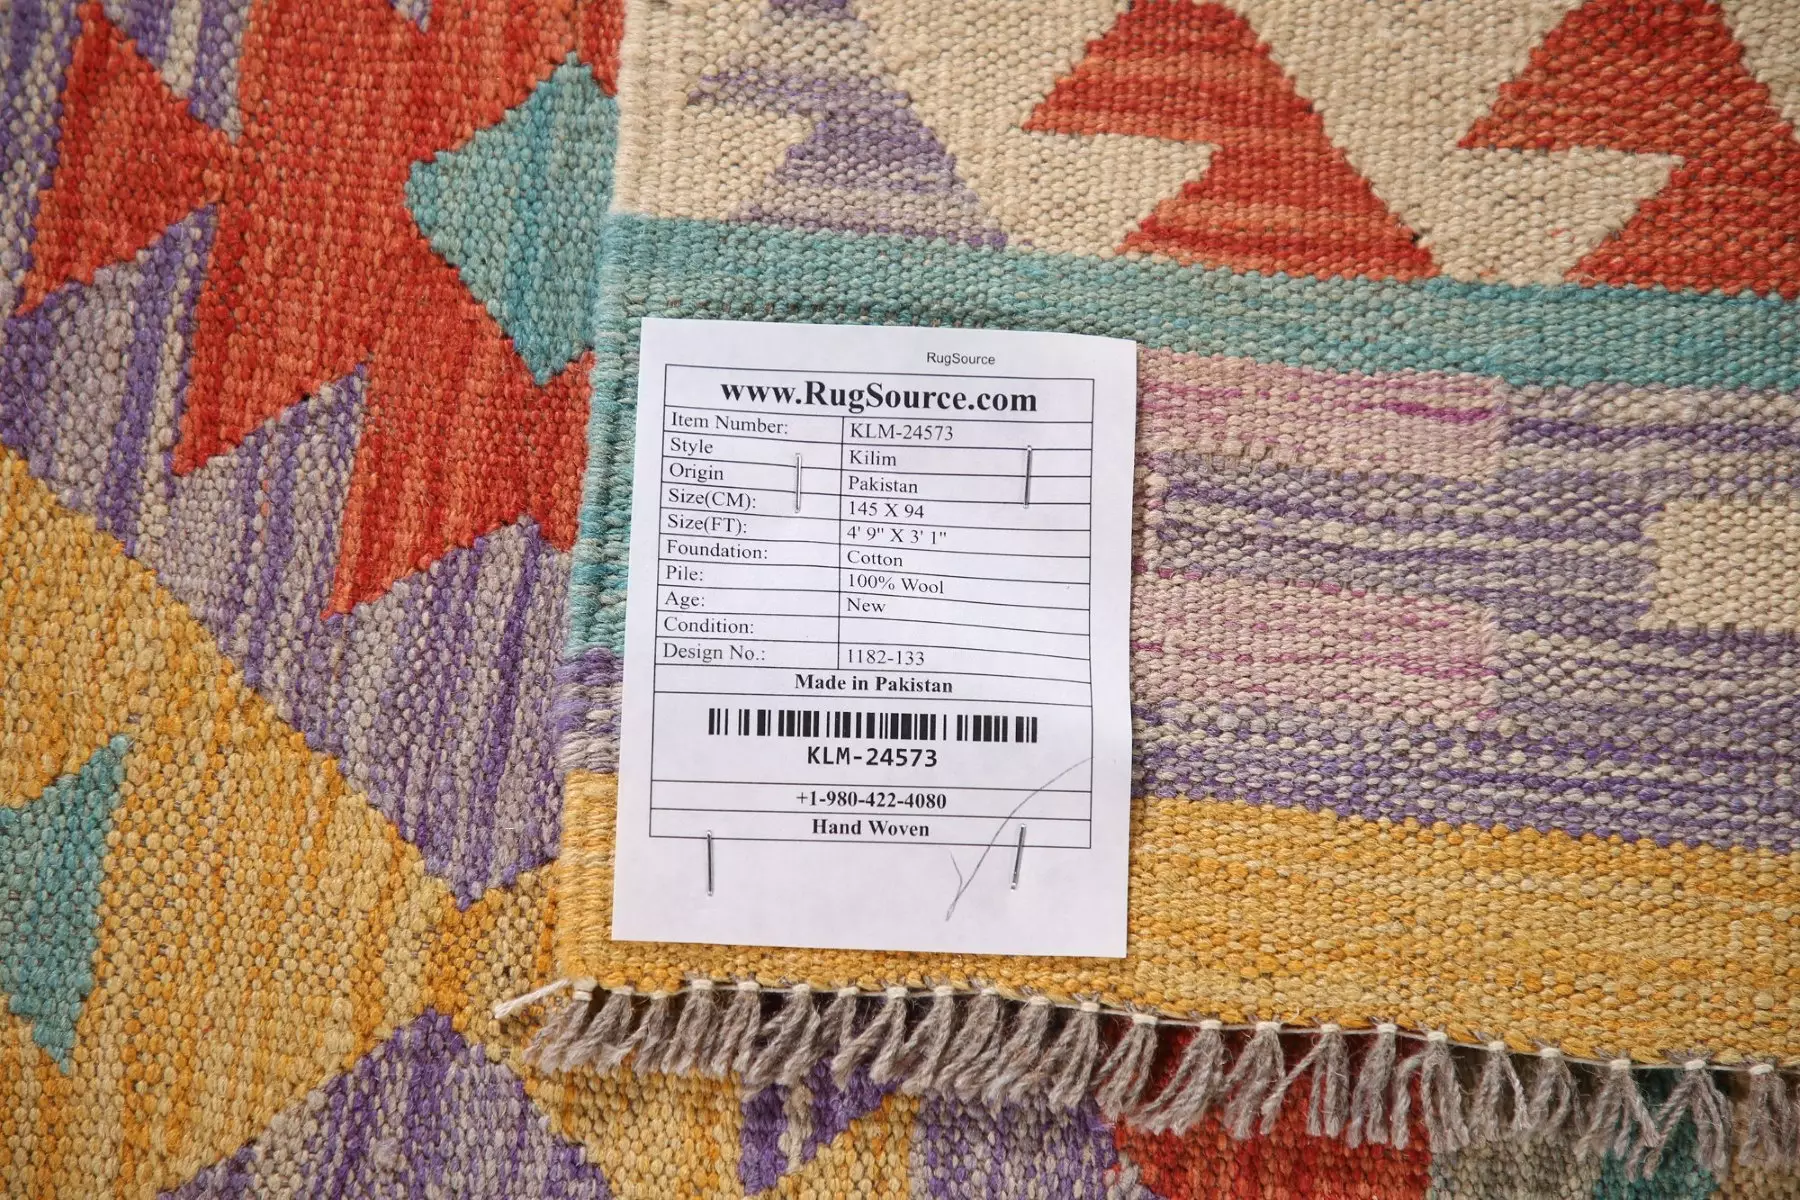 RugSource
www.RugSource.com
Item Number: KLM-24573
Style Kilim
Origin Pakistan
Size(CM): 145 X 94
Size(FT): 4' 9" X 3' 1"
Foundation: Cotton
Pile: 100% Wool
Age: New
Condition:
Design No.: 1182-133
Made in Pakistan
KLM-24573
+1-980-422-4080
Hand Woven